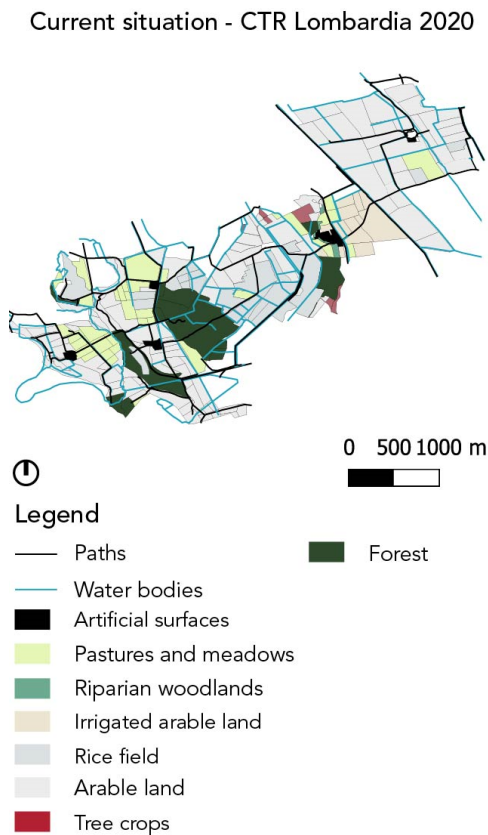 Current situation - CTR Lombardia 2020
0 500 1000 m
Legend
Paths
Forest
Water bodies
Artificial surfaces
Pastures and meadows
Riparian woodlands
Irrigated arable land
Rice field
Arable land
Tree crops